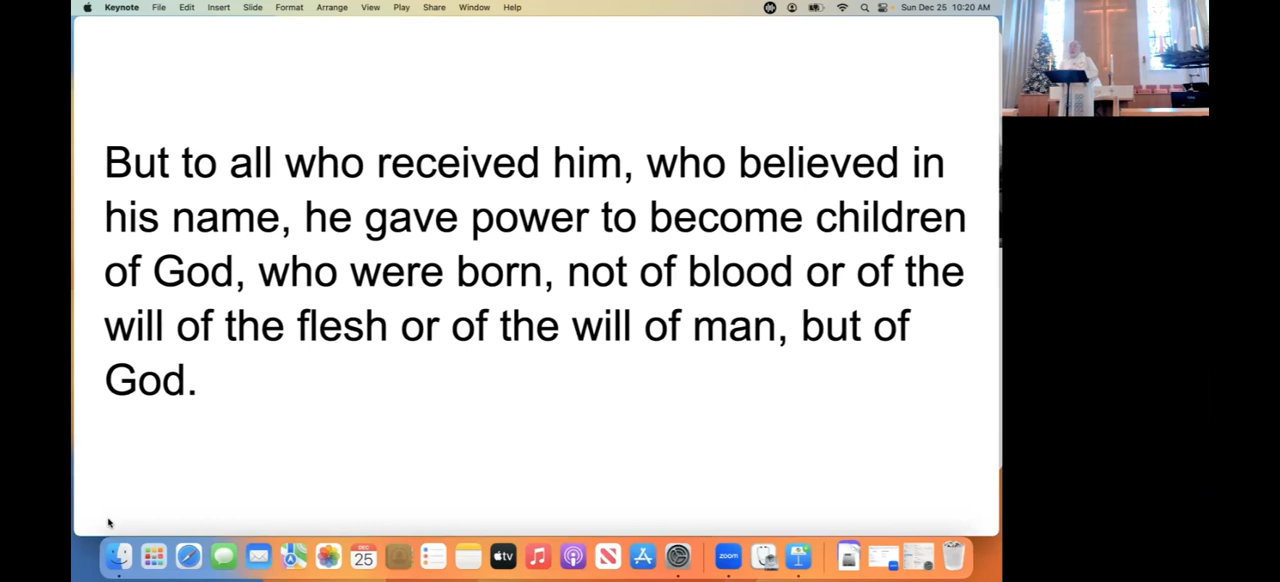 Keynote File Edit Insert Slide Format Arrange View Play Share Window Help Sun Dec 25 10:20 AM
But to all who received him, who believed in
his name, he gave power to become children
of God, who were born, not of blood or of the
will of the flesh or of the will of man, but of
God.
DEC
25
tv
zoom